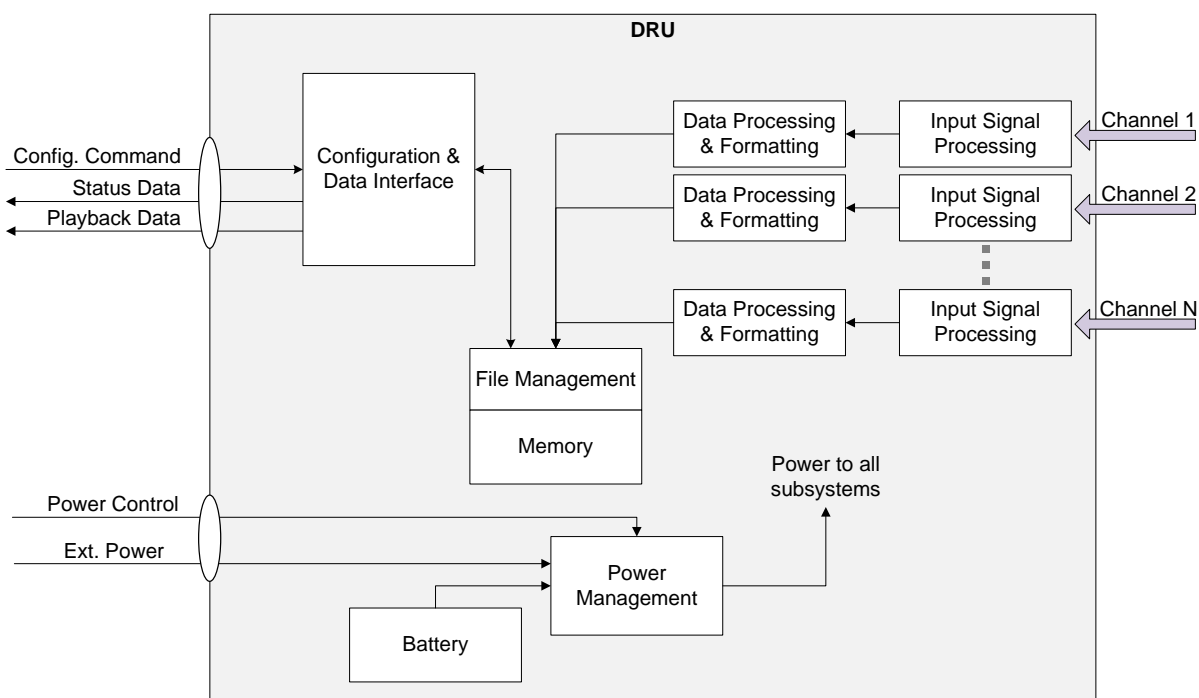 DRU
Config. Command
Status Data
Playback Data
Configuration &
Data Interface
Data Processing
& Formatting
Input Signal
Processing
Channel 1
Data Processing
& Formatting
Input Signal
Processing
Channel 2
Data Processing
& Formatting
Input Signal
Processing
Channel N
File Management
Memory
Power to all
subsystems
Power Control
Ext. Power
Power
Management
Battery